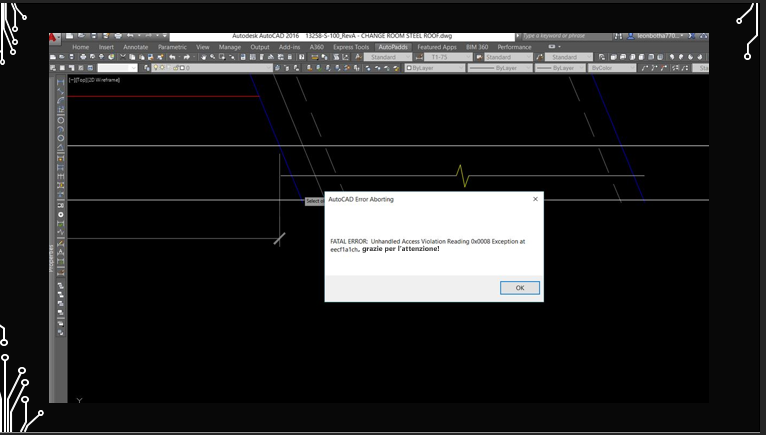 Autodesk AutoCAD 2016 13258-S-100_RevA - CHANGE ROOM STEEL ROOF.dwg
Type a keyword or phrase
leonbotha770...
Home Insert Annotate Parametric View Manage Output Add-ins A360 Express Tools AutoPadds Featured Apps BIM 360 Performance
Standard T1-75 Standard Standard
0 ByLayer ByLayer ByLayer ByColor Sta
[-][Top][2D Wireframe]
Select o
AutoCAD Error Aborting
FATAL ERROR: Unhandled Access Violation Reading 0x0008 Exception at
eecf1a1ch. grazie per l'attenzione!
OK
Properties
Y